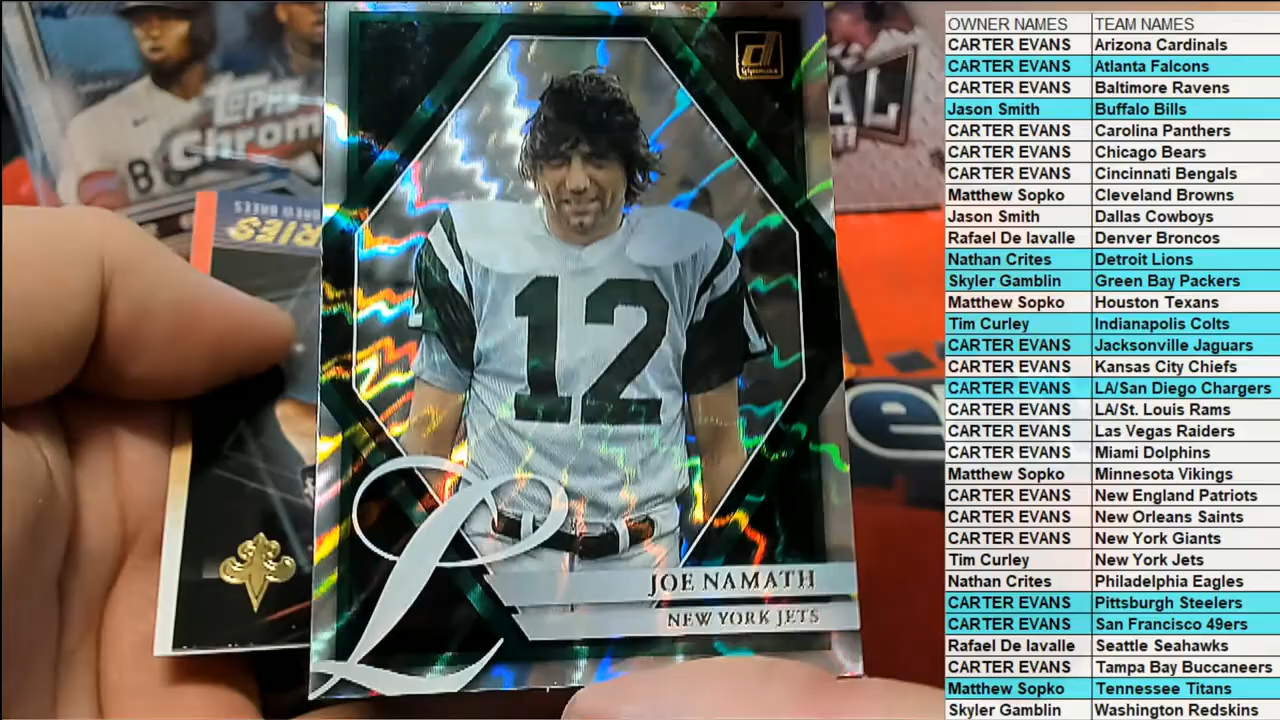 Topps
Chrome
8
DREW BREES
d
12
L
JOE NAMATH
NEW YORK JETS
OWNER NAMES TEAM NAMES
CARTER EVANS Arizona Cardinals
CARTER EVANS Atlanta Falcons
CARTER EVANS Baltimore Ravens
Jason Smith Buffalo Bills
CARTER EVANS Carolina Panthers
CARTER EVANS Chicago Bears
CARTER EVANS Cincinnati Bengals
Matthew Sopko Cleveland Browns
Jason Smith Dallas Cowboys
Rafael De lavalle Denver Broncos
Nathan Crites Detroit Lions
Skyler Gamblin Green Bay Packers
Matthew Sopko Houston Texans
Tim Curley Indianapolis Colts
CARTER EVANS Jacksonville Jaguars
CARTER EVANS Kansas City Chiefs
CARTER EVANS LA/San Diego Chargers
CARTER EVANS LA/St. Louis Rams
CARTER EVANS Las Vegas Raiders
CARTER EVANS Miami Dolphins
Matthew Sopko Minnesota Vikings
CARTER EVANS New England Patriots
CARTER EVANS New Orleans Saints
CARTER EVANS New York Giants
Tim Curley New York Jets
Nathan Crites Philadelphia Eagles
CARTER EVANS Pittsburgh Steelers
CARTER EVANS San Francisco 49ers
Rafael De lavalle Seattle Seahawks
CARTER EVANS Tampa Bay Buccaneers
Matthew Sopko Tennessee Titans
Skyler Gamblin Washington Redskins